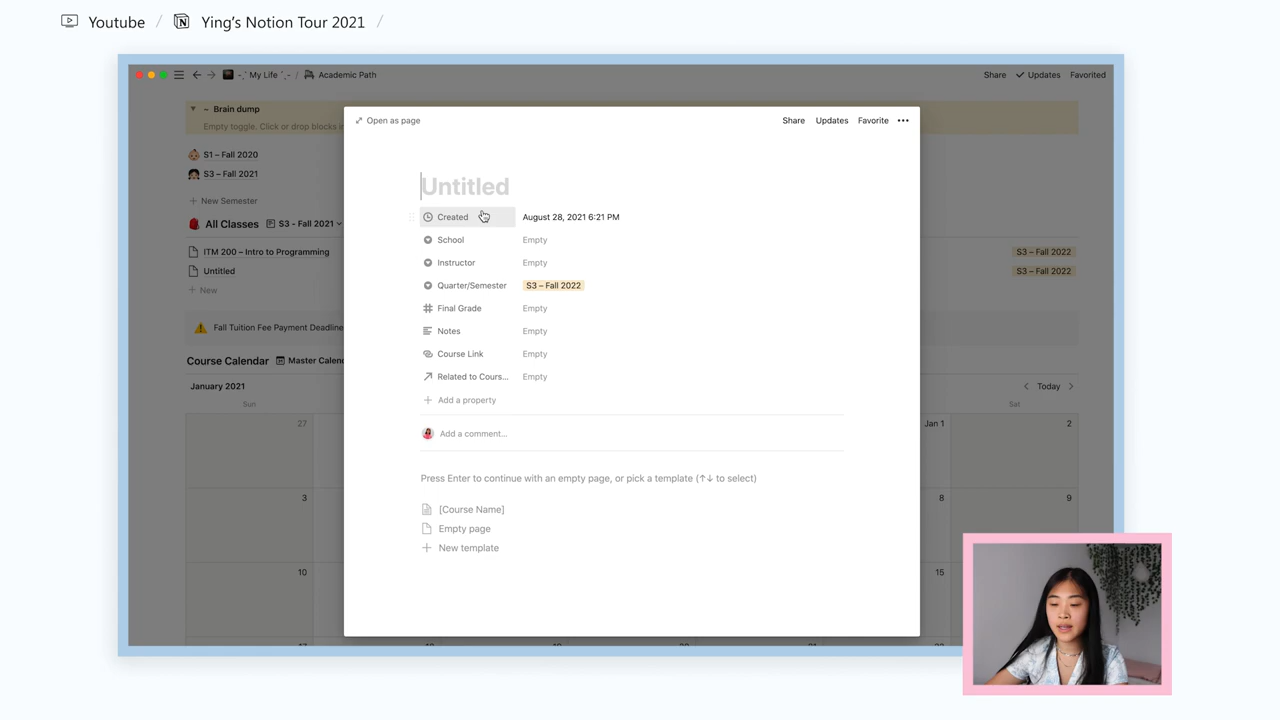 Youtube / Ying's Notion Tour 2021 /
-ˏˋ My Life ˊˎ- / Academic Path
Share ✓ Updates Favorited
Brain dump
Empty toggle. Click or drop blocks in
S1 – Fall 2020
S3 – Fall 2021
+ New Semester
All Classes S3 - Fall 2021
ITM 200 – Intro to Programming S3 – Fall 2022
Untitled S3 – Fall 2022
+ New
Fall Tuition Fee Payment Deadline
Course Calendar Master Calen
January 2021 Today
Sun Sat
27 Jan 1 2
3 8 9
10 15
Open as page Share Updates Favorite •••
Untitled
Created August 28, 2021 6:21 PM
School Empty
Instructor Empty
Quarter/Semester S3 – Fall 2022
Final Grade Empty
Notes Empty
Course Link Empty
Related to Cours... Empty
+ Add a property
Add a comment...
Press Enter to continue with an empty page, or pick a template (↑↓ to select)
[Course Name]
Empty page
+ New template